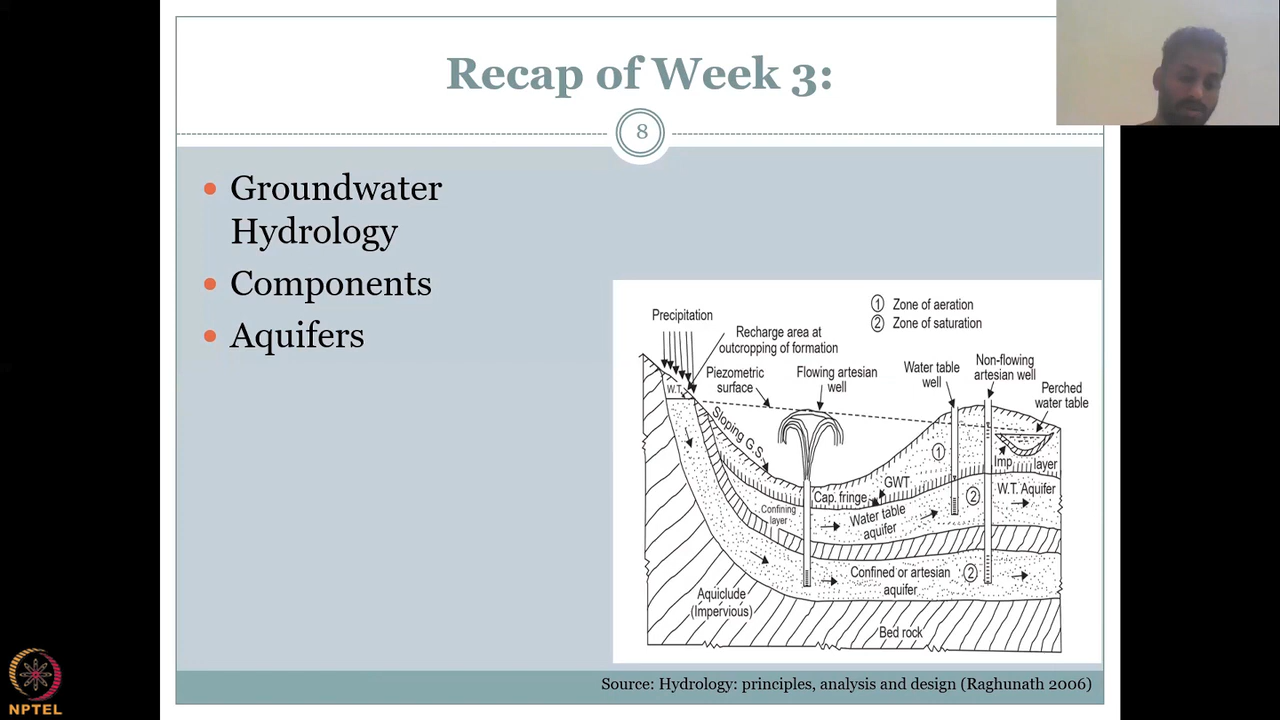 Recap of Week 3:
8
Groundwater
Hydrology
Components
Aquifers
Precipitation
Recharge area at
outcropping of formation
1 Zone of aeration
2 Zone of saturation
Piezometric
surface
Flowing artesian
well
Water table
well
Non-flowing
artesian well
Perched
water table
W.T.
Sloping G.S.
1
Imp layer
GWT
Cap. fringe
2
W.T. Aquifer
Confining
layer
Water table
aquifer
Confined or artesian
aquifer
2
Aquiclude
(Impervious)
Bed rock
Source: Hydrology: principles, analysis and design (Raghunath 2006)
NPTEL